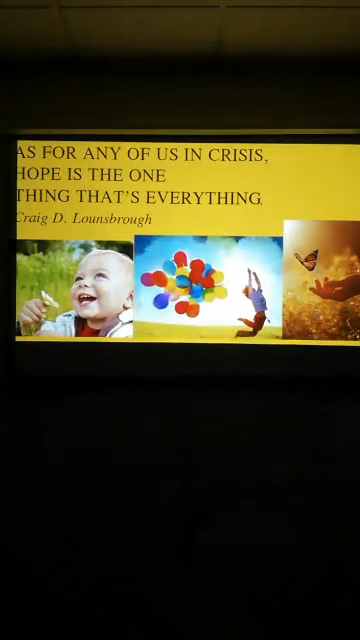 AS FOR ANY OF US IN CRISIS,
HOPE IS THE ONE
THING THAT'S EVERYTHING.
Craig D. Lounsbrough